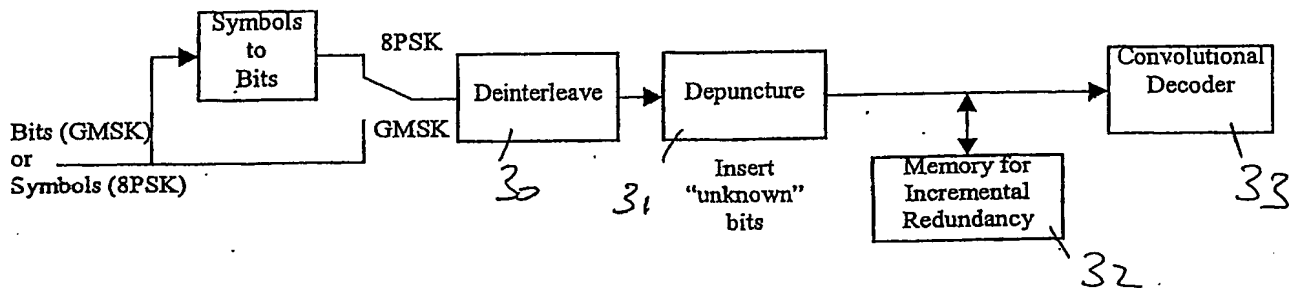 Symbols
to
Bits
8PSK
GMSK
Bits (GMSK)
or
Symbols (8PSK)
Deinterleave
30
Depuncture
31
Insert
“unknown”
bits
Memory for
Incremental
Redundancy
32
Convolutional
Decoder
33